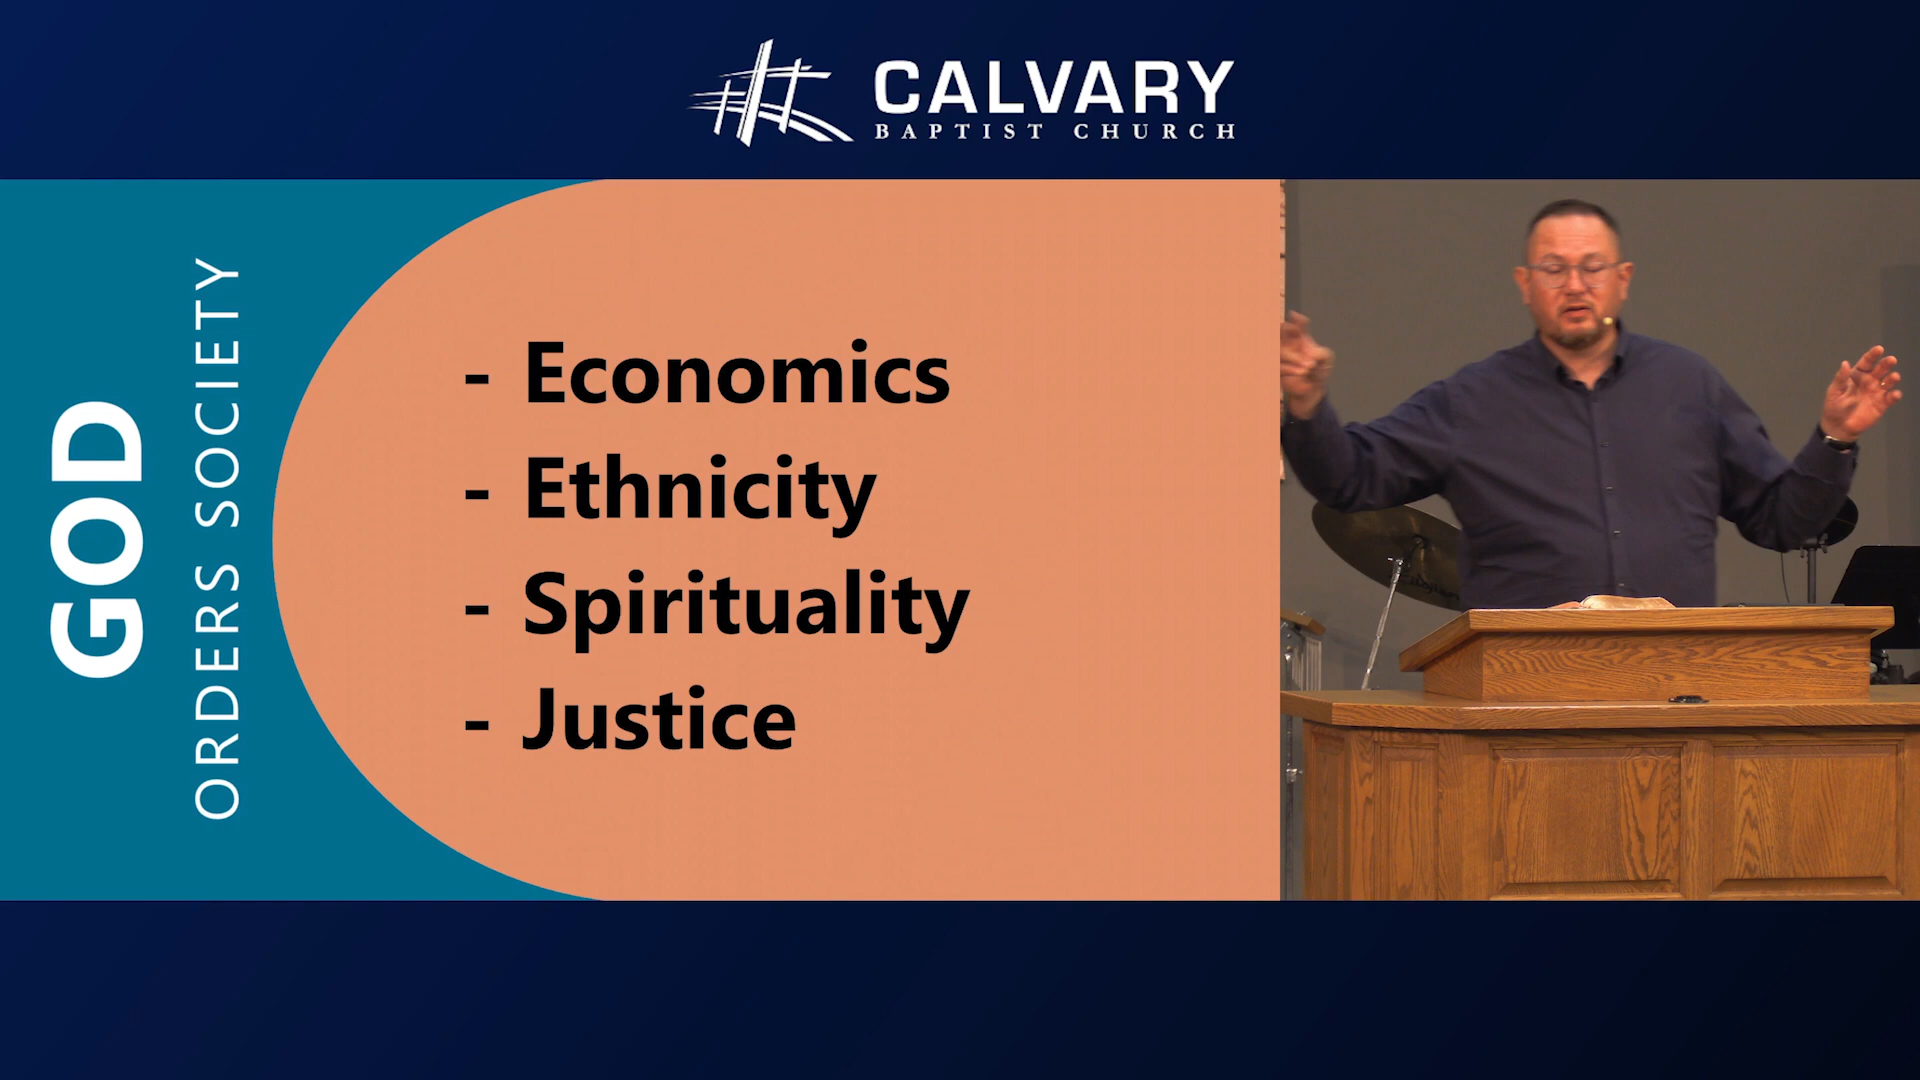 CALVARY
BAPTIST CHURCH
GOD
ORDERS SOCIETY
- Economics
- Ethnicity
- Spirituality
- Justice